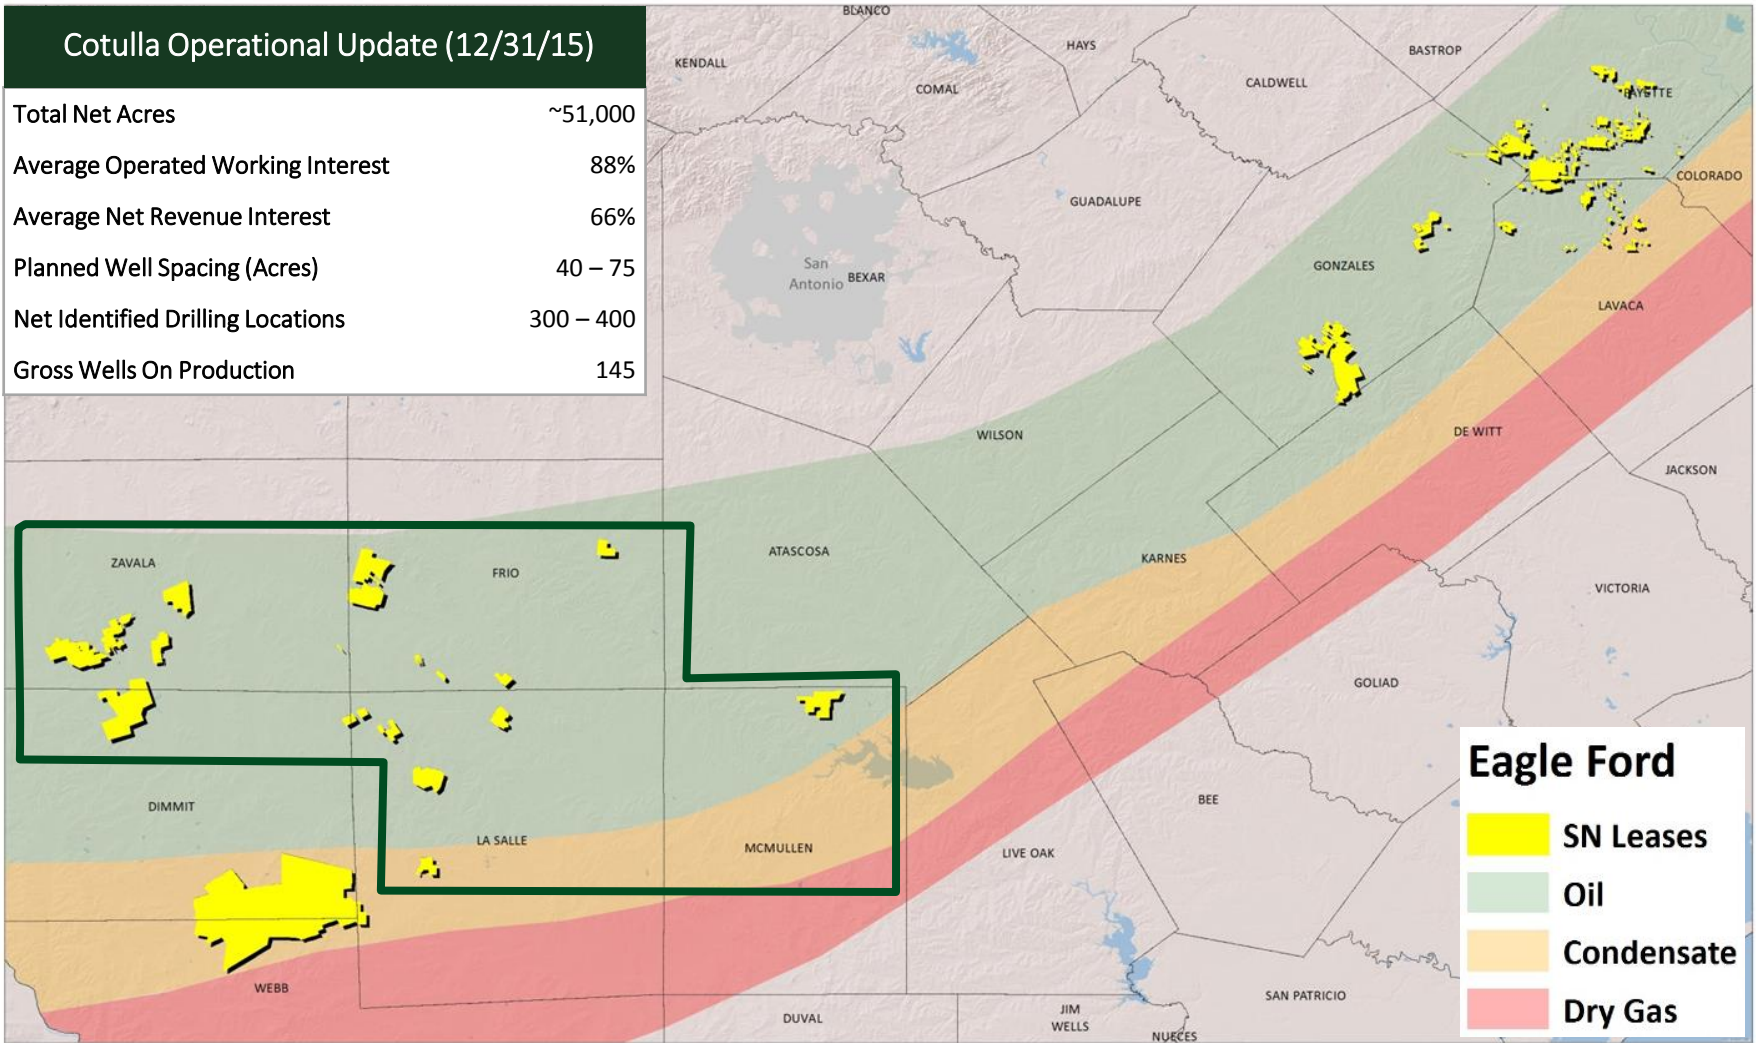 Cotulla Operational Update (12/31/15)
Total Net Acres ~51,000
Average Operated Working Interest 88%
Average Net Revenue Interest 66%
Planned Well Spacing (Acres) 40 – 75
Net Identified Drilling Locations 300 – 400
Gross Wells On Production 145
BLANCO
KENDALL
HAYS
BASTROP
COMAL
CALDWELL
FAYETTE
COLORADO
GUADALUPE
San
Antonio
BEXAR
GONZALES
LAVACA
WILSON
DE WITT
JACKSON
ATASCOSA
KARNES
ZAVALA
FRIO
VICTORIA
GOLIAD
DIMMIT
LA SALLE
MCMULLEN
LIVE OAK
BEE
WEBB
DUVAL
JIM
WELLS
NUECES
SAN PATRICIO
Eagle Ford
SN Leases
Oil
Condensate
Dry Gas